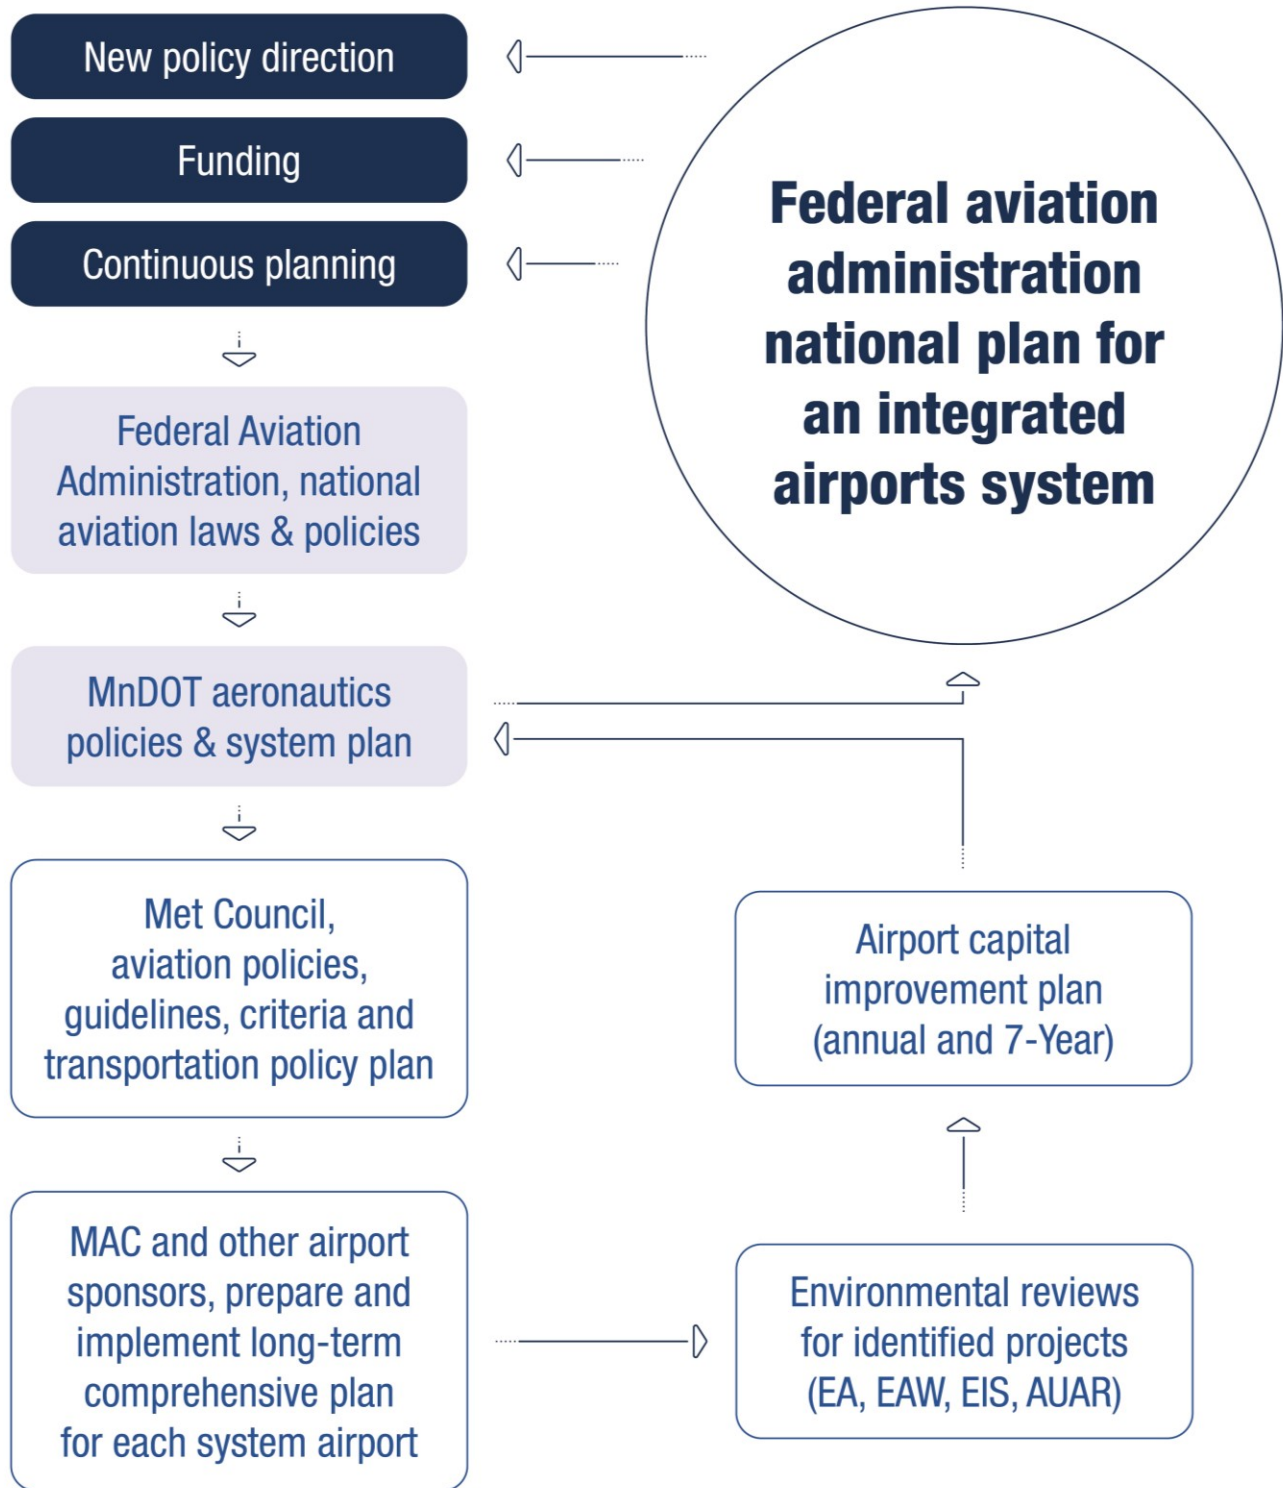 New policy direction
Funding
Continuous planning
Federal aviation
administration
national plan for
an integrated
airports system
Federal Aviation
Administration, national
aviation laws & policies
MnDOT aeronautics
policies & system plan
Met Council,
aviation policies,
guidelines, criteria and
transportation policy plan
Airport capital
improvement plan
(annual and 7-Year)
MAC and other airport
sponsors, prepare and
implement long-term
comprehensive plan
for each system airport
Environmental reviews
for identified projects
(EA, EAW, EIS, AUAR)